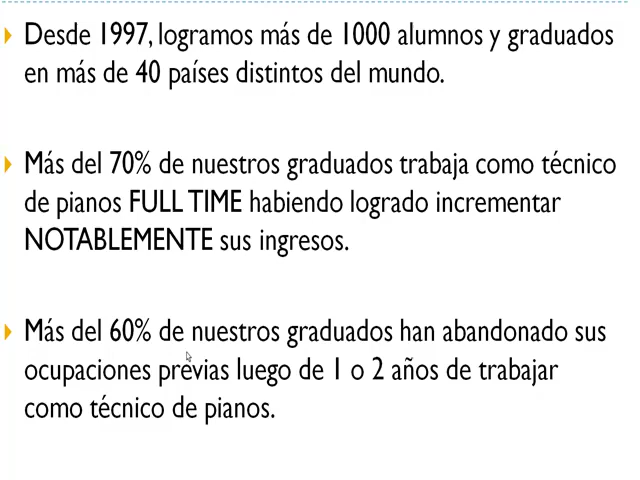 Desde 1997, logramos más de 1000 alumnos y graduados
en más de 40 países distintos del mundo.
Más del 70% de nuestros graduados trabaja como técnico
de pianos FULL TIME habiendo logrado incrementar
NOTABLEMENTE sus ingresos.
Más del 60% de nuestros graduados han abandonado sus
ocupaciones previas luego de 1 o 2 años de trabajar
como técnico de pianos.